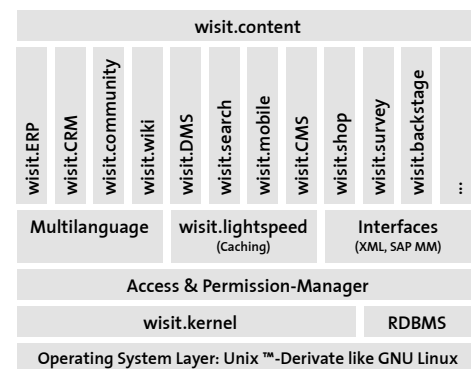 wisit.content
wisit.ERP
wisit.CRM
wisit.community
wisit.wiki
wisit.DMS
wisit.search
wisit.mobile
wisit.CMS
wisit.shop
wisit.survey
wisit.backstage
...
Multilanguage
wisit.lightspeed
(Caching)
Interfaces
(XML, SAP MM)
Access & Permission-Manager
wisit.kernel
RDBMS
Operating System Layer: Unix ™-Derivate like GNU Linux